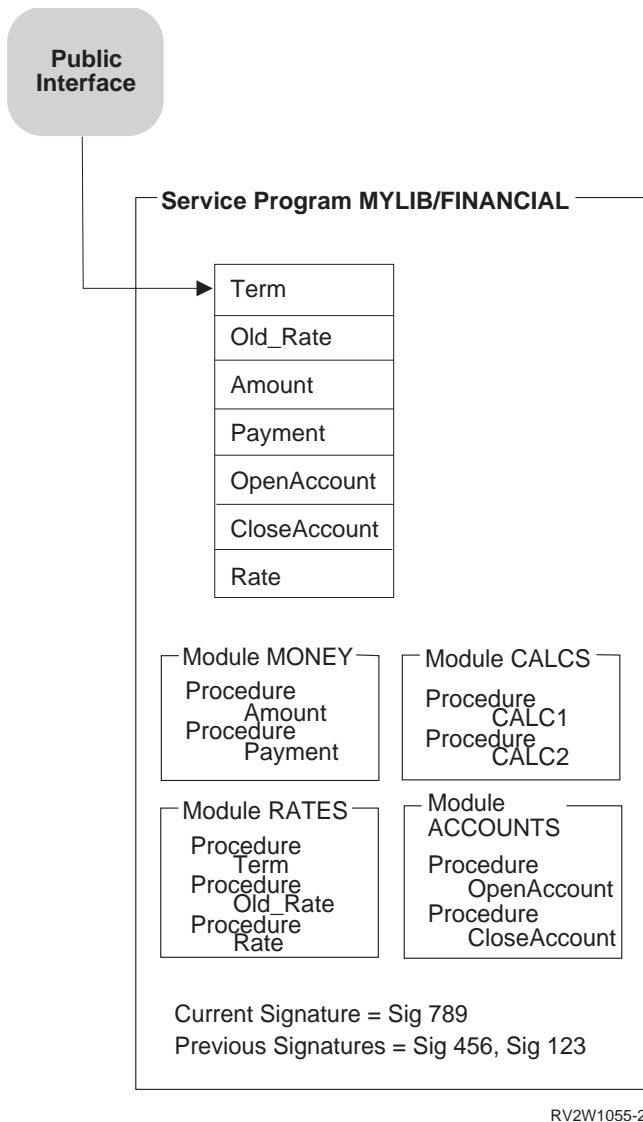 Public
Interface
Service Program MYLIB/FINANCIAL
Term
Old_Rate
Amount
Payment
OpenAccount
CloseAccount
Rate
Module MONEY
Procedure
Amount
Procedure
Payment
Module CALCS
Procedure
CALC1
Procedure
CALC2
Module RATES
Procedure
Term
Procedure
Old_Rate
Procedure
Rate
Module
ACCOUNTS
Procedure
OpenAccount
Procedure
CloseAccount
Current Signature = Sig 789
Previous Signatures = Sig 456, Sig 123
RV2W1055-2